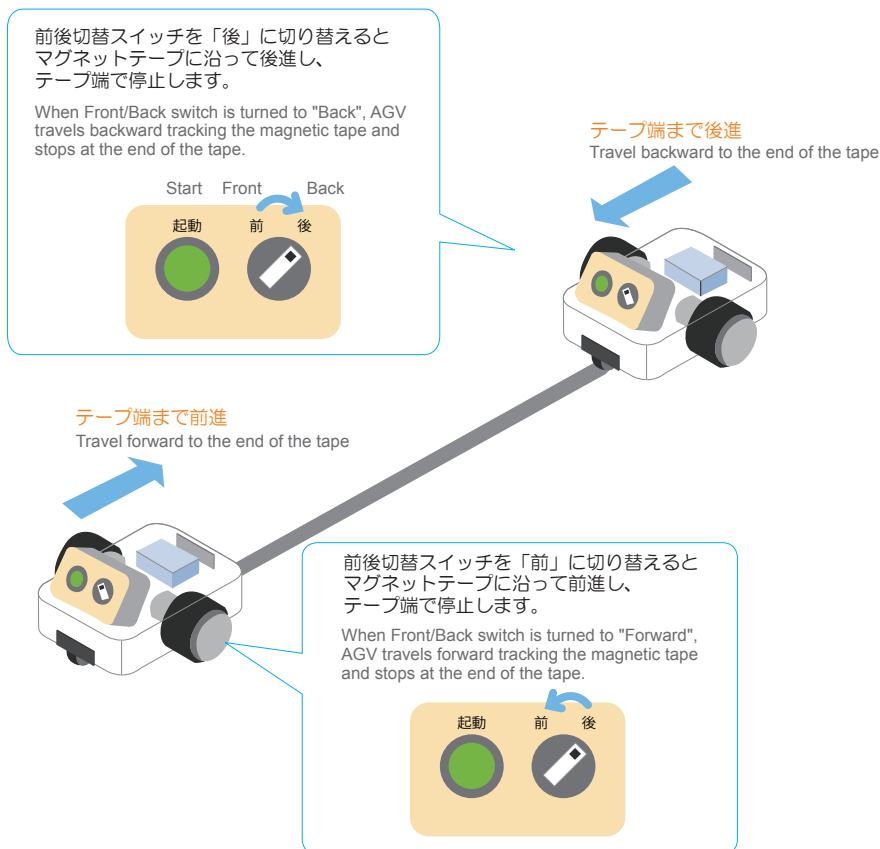 前後切替スイッチを「後」に切り替えると
マグネットテープに沿って後進し、
テープ端で停止します。
When Front/Back switch is turned to "Back", AGV
travels backward tracking the magnetic tape and
stops at the end of the tape.
Start Front Back
起動 前 後
テープ端まで後進
Travel backward to the end of the tape
テープ端まで前進
Travel forward to the end of the tape
前後切替スイッチを「前」に切り替えると
マグネットテープに沿って前進し、
テープ端で停止します。
When Front/Back switch is turned to "Forward",
AGV travels forward tracking the magnetic tape
and stops at the end of the tape.
起動 前 後